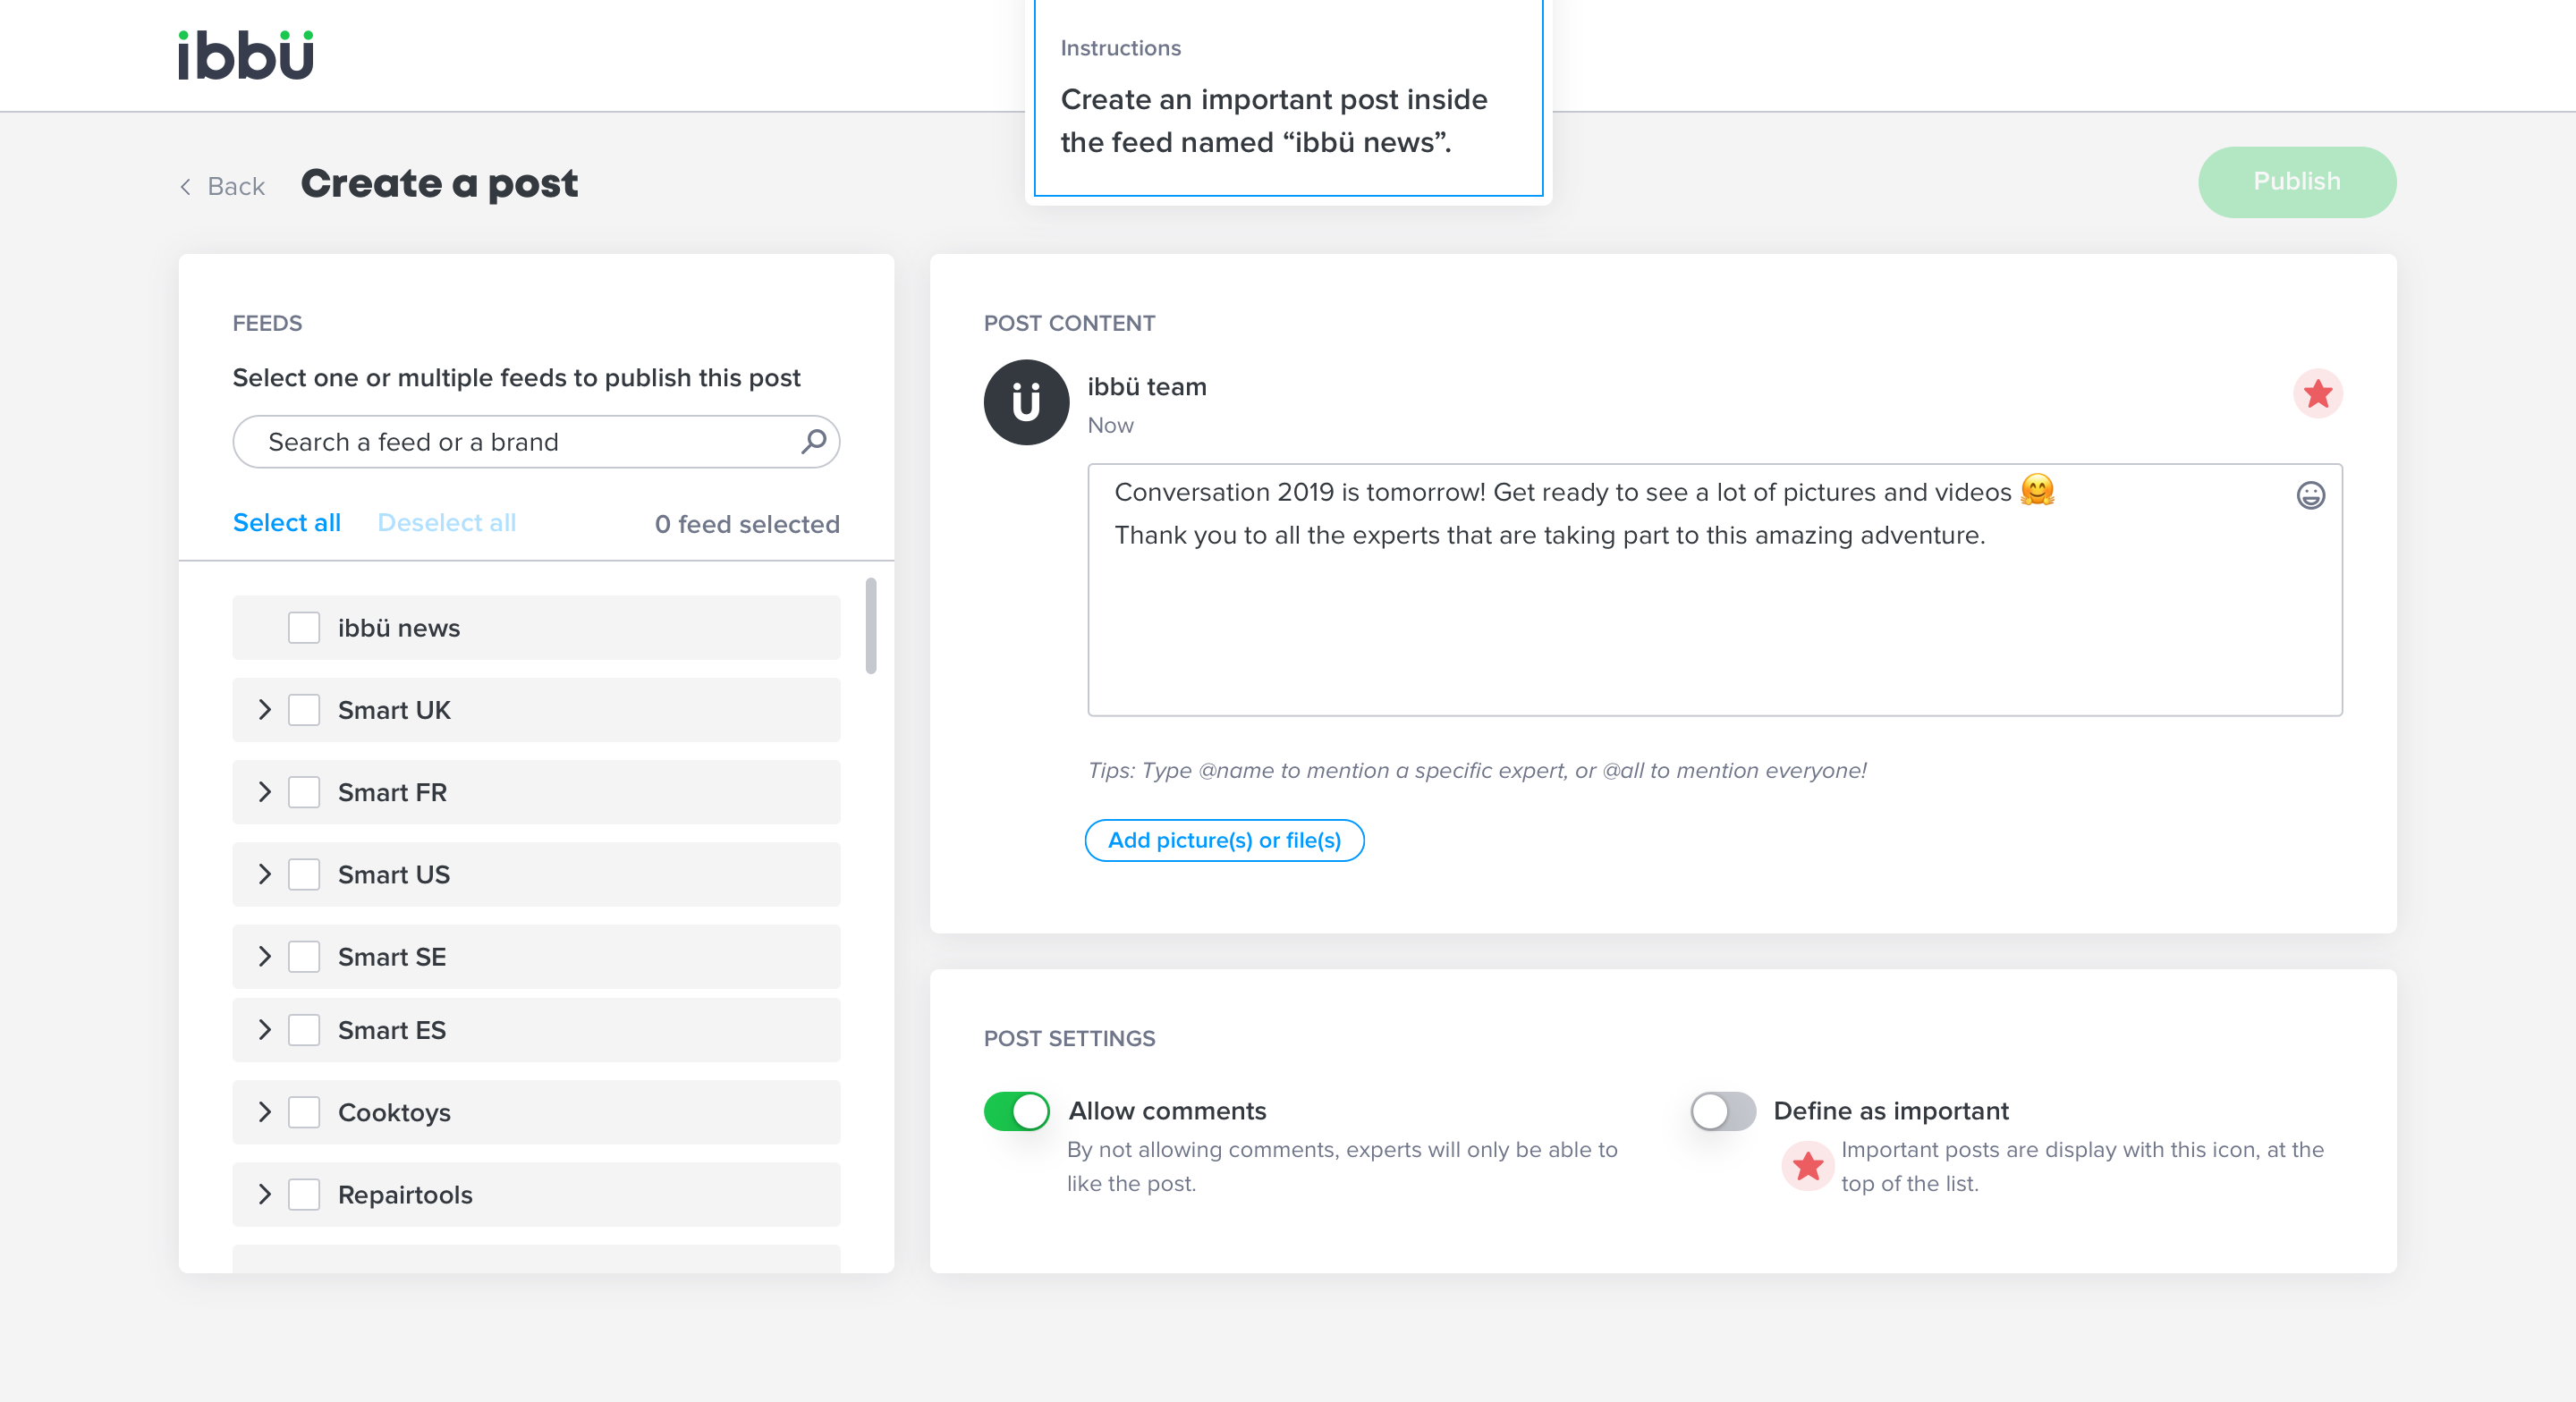 ibbü
Instructions
Create an important post inside
the feed named “ibbü news”.
Back
Create a post
Publish
FEEDS
Select one or multiple feeds to publish this post
Search a feed or a brand
Select all
Deselect all
0 feed selected
ibbü news
Smart UK
Smart FR
Smart US
Smart SE
Smart ES
Cooktoys
Repairtools
POST CONTENT
ü
ibbü team
Now
Conversation 2019 is tomorrow! Get ready to see a lot of pictures and videos 🤗
Thank you to all the experts that are taking part to this amazing adventure.
Tips: Type @name to mention a specific expert, or @all to mention everyone!
Add picture(s) or file(s)
POST SETTINGS
Allow comments
By not allowing comments, experts will only be able to
like the post.
Define as important
Important posts are display with this icon, at the
top of the list.